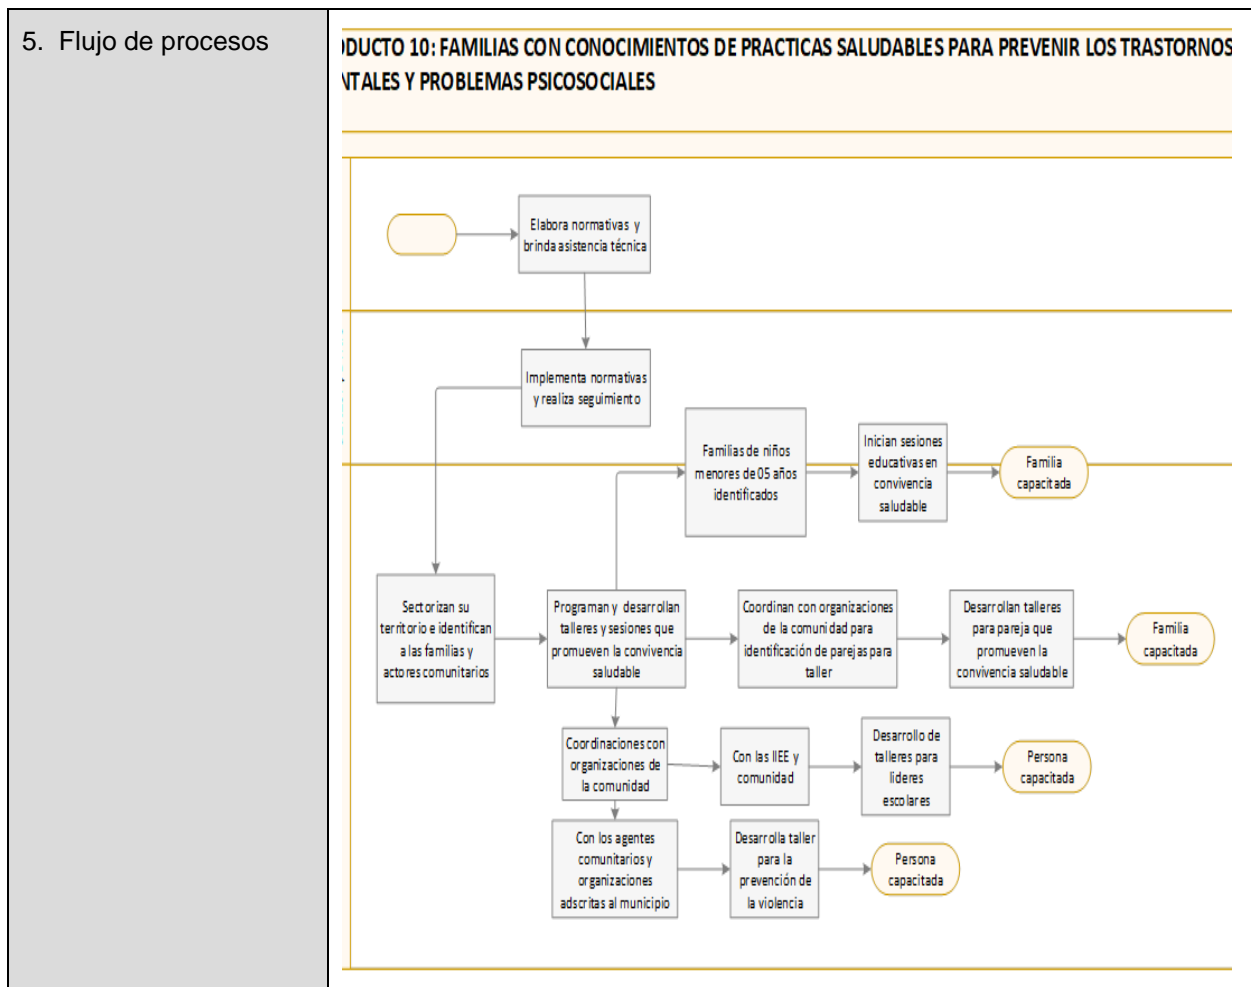 5. Flujo de procesos
DUCTO 10: FAMILIAS CON CONOCIMIENTOS DE PRACTICAS SALUDABLES PARA PREVENIR LOS TRASTORNOS
NTALES Y PROBLEMAS PSICOSOCIALES
Elabora normativas y
brinda asistencia técnica
Implementa normativas
y realiza seguimiento
Familias de niños
menores de 05 años
identificados
Inician sesiones
educativas en
convivencia
saludable
Familia
capacitada
Sectorizan su
territorio e identifican
a las familias y
actores comunitarios
Programan y desarrollan
talleres y sesiones que
promueven la convivencia
saludable
Coordinan con organizaciones
de la comunidad para
identificación de parejas para
taller
Desarrollan talleres
para pareja que
promueven la
convivencia saludable
Familia
capacitada
Coordinaciones con
organizaciones de
la comunidad
Con las IIEE y
comunidad
Desarrollo de
talleres para
lideres
escolares
Persona
capacitada
Con los agentes
comunitarios y
organizaciones
adscritas al municipio
Desarrolla taller
para la
prevención de
la violencia
Persona
capacitada